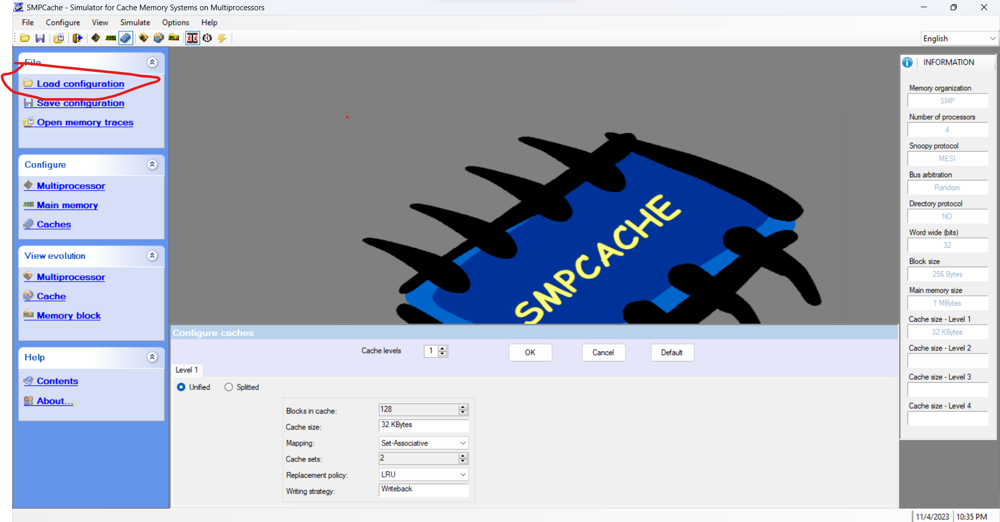 SMPCache - Simulator for Cache Memory Systems on Multiprocessors
File Configure View Simulate Options Help
English
File
Load configuration
Save configuration
Open memory traces
Configure
Multiprocessor
Main memory
Caches
View evolution
Multiprocessor
Cache
Memory block
Help
Contents
About...
SMPCACHE
Configure caches
Cache levels 1 OK Cancel Default
Level 1
Unified Splitted
Blocks in cache: 128
Cache size: 32 KBytes
Mapping: Set-Associative
Cache sets: 2
Replacement policy: LRU
Writing strategy: Writeback
INFORMATION
Memory organization
SMP
Number of processors
4
Snoopy protocol
MESI
Bus arbitration
Random
Directory protocol
NO
Word wide (bits)
32
Block size
256 Bytes
Main memory size
1 MBytes
Cache size - Level 1
32 KBytes
Cache size - Level 2
Cache size - Level 3
Cache size - Level 4
11/4/2023 10:35 PM